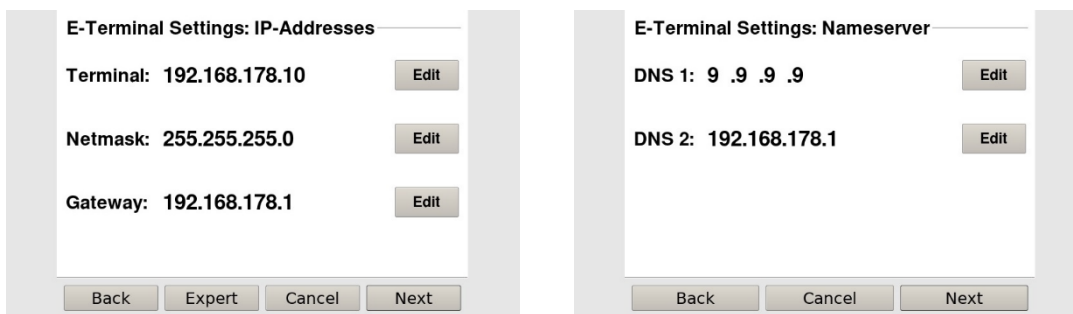 E-Terminal Settings: IP-Addresses
Terminal: 192.168.178.10 Edit
Netmask: 255.255.255.0 Edit
Gateway: 192.168.178.1 Edit
Back Expert Cancel Next
E-Terminal Settings: Nameserver
DNS 1: 9 .9 .9 .9 Edit
DNS 2: 192.168.178.1 Edit
Back Cancel Next